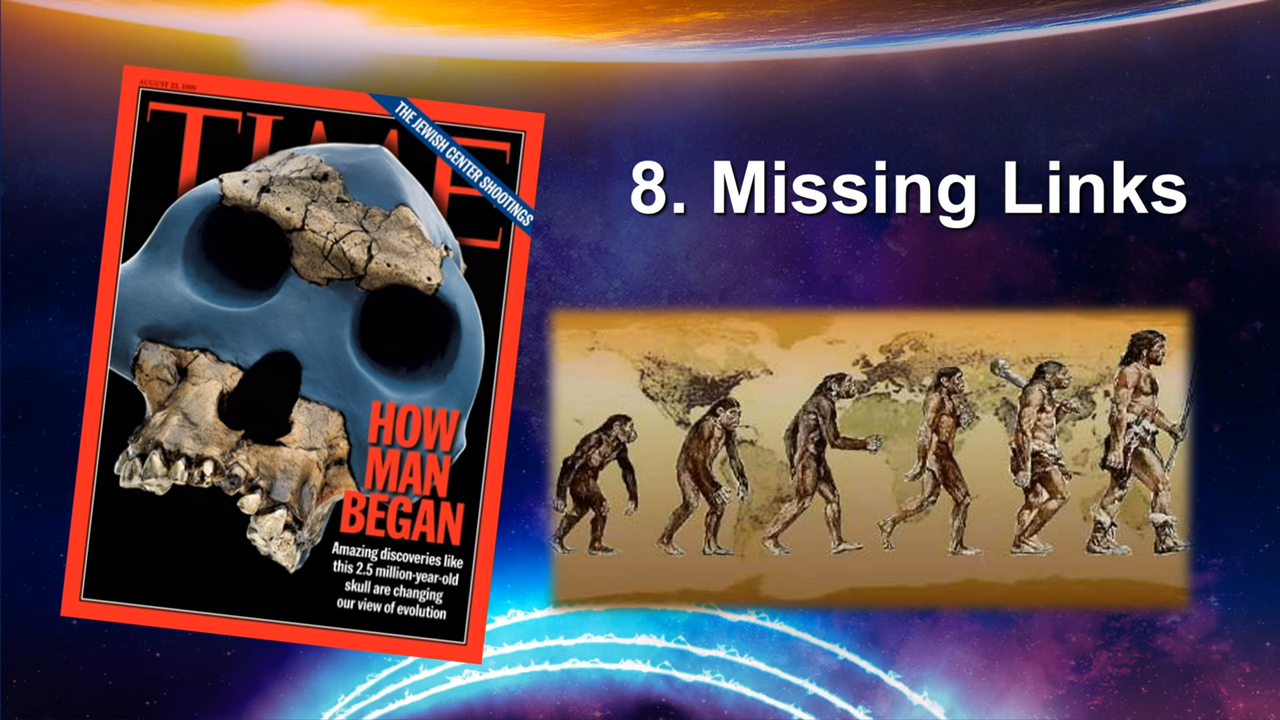 AUGUST 23, 1999
TIME
THE JEWISH CENTER SHOOTINGS
HOW
MAN
BEGAN
Amazing discoveries like
this 2.5 million-year-old
skull are changing
our view of evolution
8. Missing Links